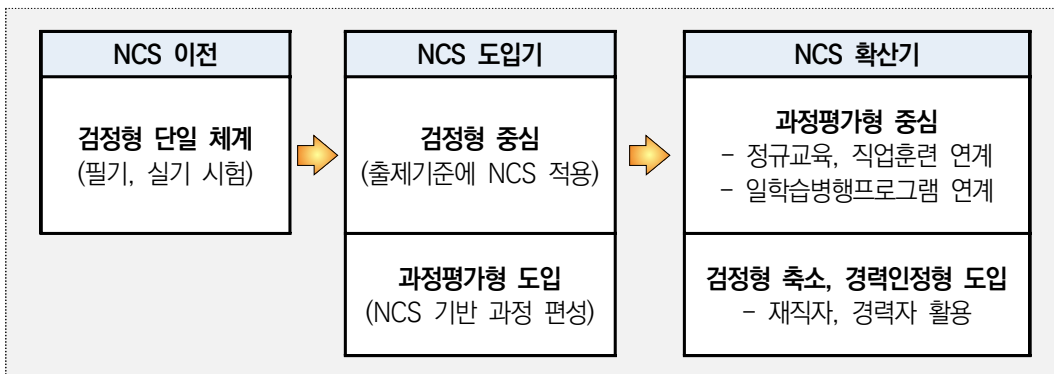 NCS 이전
검정형 단일 체계
(필기, 실기 시험)
NCS 도입기
검정형 중심
(출제기준에 NCS 적용)
과정평가형 도입
(NCS 기반 과정 편성)
NCS 확산기
과정평가형 중심
- 정규교육, 직업훈련 연계
- 일학습병행프로그램 연계
검정형 축소, 경력인정형 도입
- 재직자, 경력자 활용